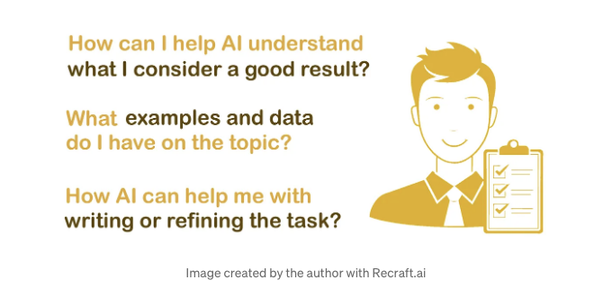 How can I help AI understand
what I consider a good result?
What examples and data
do I have on the topic?
How AI can help me with
writing or refining the task?
Image created by the author with Recraft.ai